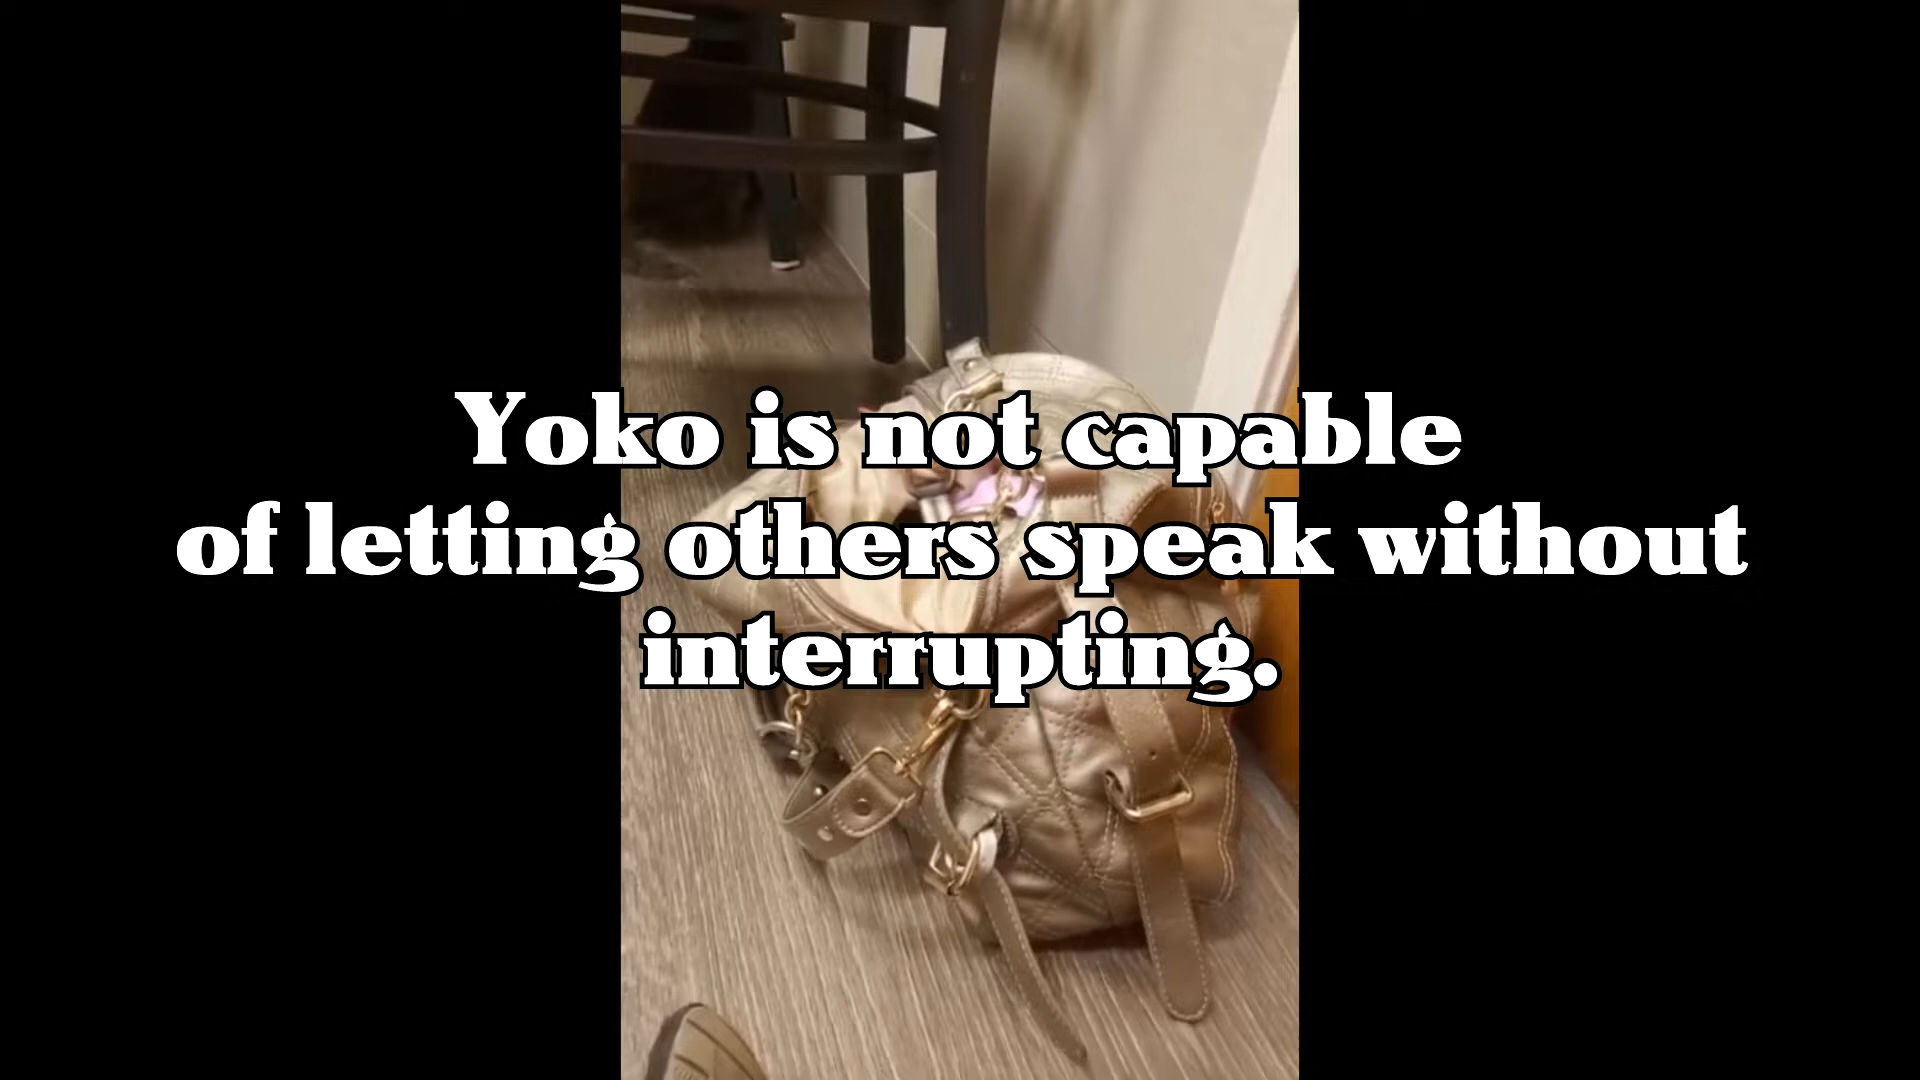 Yoko is not capable
of letting others speak without
interrupting.